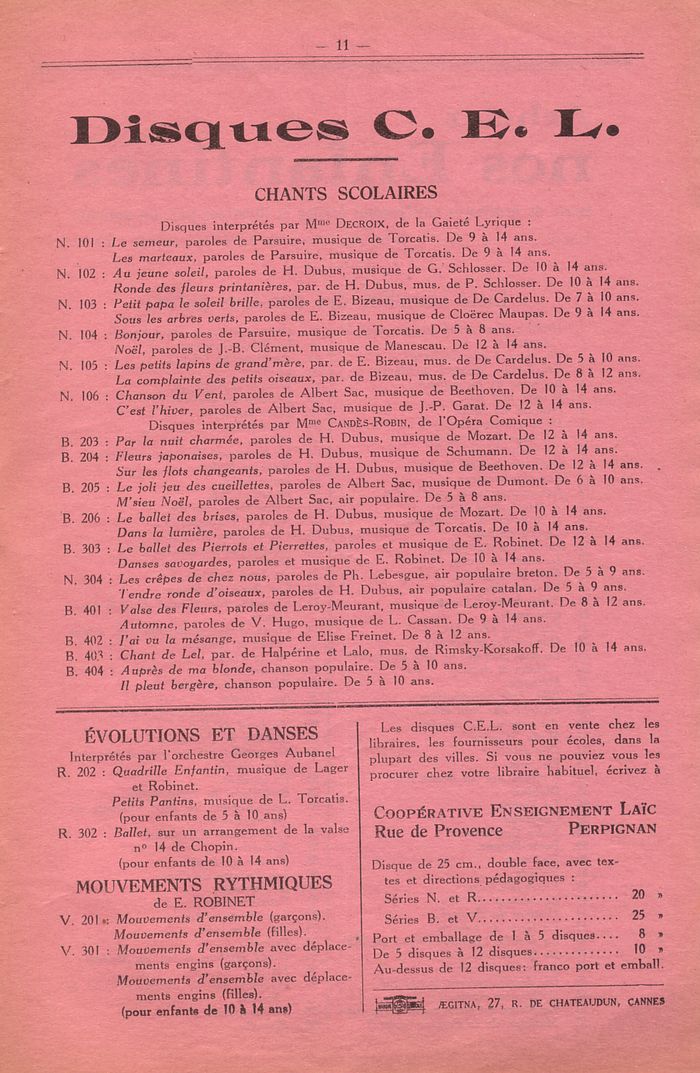 — 11 —
Disques C. E. L.
CHANTS SCOLAIRES
Disques interprétés par Mme DECROIX, de la Gaieté Lyrique :
N. 101 : Le semeur, paroles de Parsuire, musique de Torcatis. De 9 à 14 ans.
Les marteaux, paroles de Parsuire, musique de Torcatis. De 9 à 14 ans.
N. 102 : Au jeune soleil, paroles de H. Dubus, musique de G. Schlosser. De 10 à 14 ans.
Ronde des fleurs printanières, par. de H. Dubus, mus. de P. Schlosser. De 10 à 14 ans.
N. 103 : Petit papa le soleil brille, paroles de E. Bizeau, musique de De Cardelus. De 7 à 10 ans.
Sous les arbres verts, paroles de E. Bizeau, musique de Cloërec Maupas. De 9 à 14 ans.
N. 104 : Bonjour, paroles de Parsuire, musique de Torcatis. De 5 à 8 ans.
Noël, paroles de J.-B. Clément, musique de Manescau. De 12 à 14 ans.
N. 105 : Les petits lapins de grand'mère, par. de E. Bizeau, mus. de De Cardelus. De 5 à 10 ans.
La complainte des petits oiseaux, par. de Bizeau, mus. de De Cardelus. De 8 à 12 ans.
N. 106 : Chanson du Vent, paroles de Albert Sac, musique de Beethoven. De 10 à 14 ans.
C'est l'hiver, paroles de Albert Sac, musique de J.-P. Garat. De 12 à 14 ans.
Disques interprétés par Mme CANDÈS-ROBIN, de l'Opéra Comique :
B. 203 : Par la nuit charmée, paroles de H. Dubus, musique de Mozart. De 12 à 14 ans.
B. 204 : Fleurs japonaises, paroles de H. Dubus, musique de Schumann. De 12 à 14 ans.
Sur les flots changeants, paroles de H. Dubus, musique de Beethoven. De 12 à 14 ans.
B. 205 : Le joli jeu des cueillettes, paroles de Albert Sac, musique de Dumont. De 6 à 10 ans.
M'sieu Noël, paroles de Albert Sac, air populaire. De 5 à 8 ans.
B. 206 : Le ballet des brises, paroles de H. Dubus, musique de Mozart. De 10 à 14 ans.
Dans la lumière, paroles de H. Dubus, musique de Torcatis. De 10 à 14 ans.
B. 303 : Le ballet des Pierrots et Pierrettes, paroles et musique de E. Robinet. De 12 à 14 ans.
Danses savoyardes, paroles et musique de E. Robinet. De 10 à 14 ans.
N. 304 : Les crêpes de chez nous, paroles de Ph. Lebesgue, air populaire breton. De 5 à 9 ans.
Tendre ronde d'oiseaux, paroles de H. Dubus, air populaire catalan. De 5 à 9 ans.
B. 401 : Valse des Fleurs, paroles de Leroy-Meurant, musique de Leroy-Meurant. De 8 à 12 ans.
Automne, paroles de V. Hugo, musique de L. Cassan. De 9 à 14 ans.
B. 402 : J'ai vu la mésange, musique de Elise Freinet. De 8 à 12 ans.
B. 403 : Chant de Lel, par. de Halpérine et Lalo, mus. de Rimsky-Korsakoff. De 10 à 14 ans.
B. 404 : Auprès de ma blonde, chanson populaire. De 5 à 10 ans.
Il pleut bergère, chanson populaire. De 5 à 10 ans.
ÉVOLUTIONS ET DANSES
Interprétés par l'orchestre Georges Aubanel
R. 202 : Quadrille Enfantin, musique de Lager
et Robinet.
Petits Pantins, musique de L. Torcatis.
(pour enfants de 5 à 10 ans)
R. 302 : Ballet, sur un arrangement de la valse
n° 14 de Chopin.
(pour enfants de 10 à 14 ans)
MOUVEMENTS RYTHMIQUES
de E. ROBINET
V. 201 : Mouvements d'ensemble (garçons).
Mouvements d'ensemble (filles).
V. 301 : Mouvements d'ensemble avec déplace-
ments engins (garçons).
Mouvements d'ensemble avec déplace-
ments engins (filles).
(pour enfants de 10 à 14 ans)
Les disques C.E.L. sont en vente chez les
libraires, les fournisseurs pour écoles, dans la
plupart des villes. Si vous ne pouviez vous les
procurer chez votre libraire habituel, écrivez à
COOPÉRATIVE ENSEIGNEMENT LAÏC
Rue de Provence PERPIGNAN
Disque de 25 cm., double face, avec tex-
tes et directions pédagogiques :
Séries N. et R....................... 20 »
Séries B. et V....................... 25 »
Port et emballage de 1 à 5 disques.... 8 »
De 5 disques à 12 disques.............. 10 »
Au-dessus de 12 disques: franco port et emball.
ÆGITNA, 27, R. DE CHATEAUDUN, CANNES